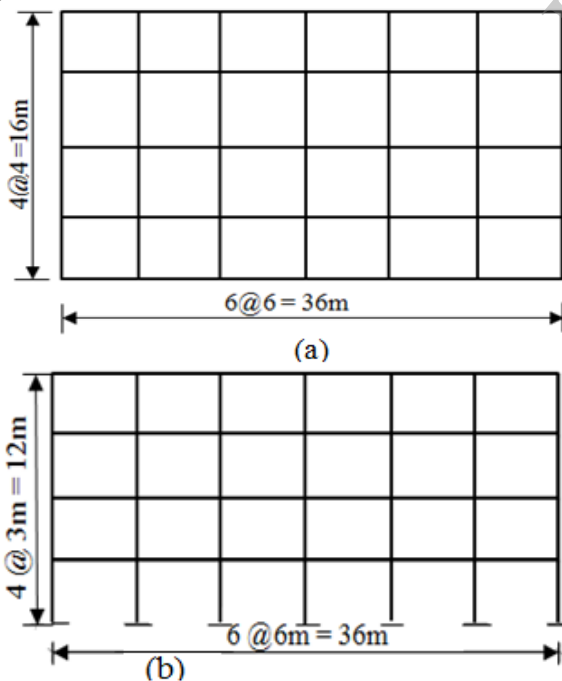 4@4=16m
6@6 = 36m
(a)
4 @ 3m = 12m
6 @6m = 36m
(b)